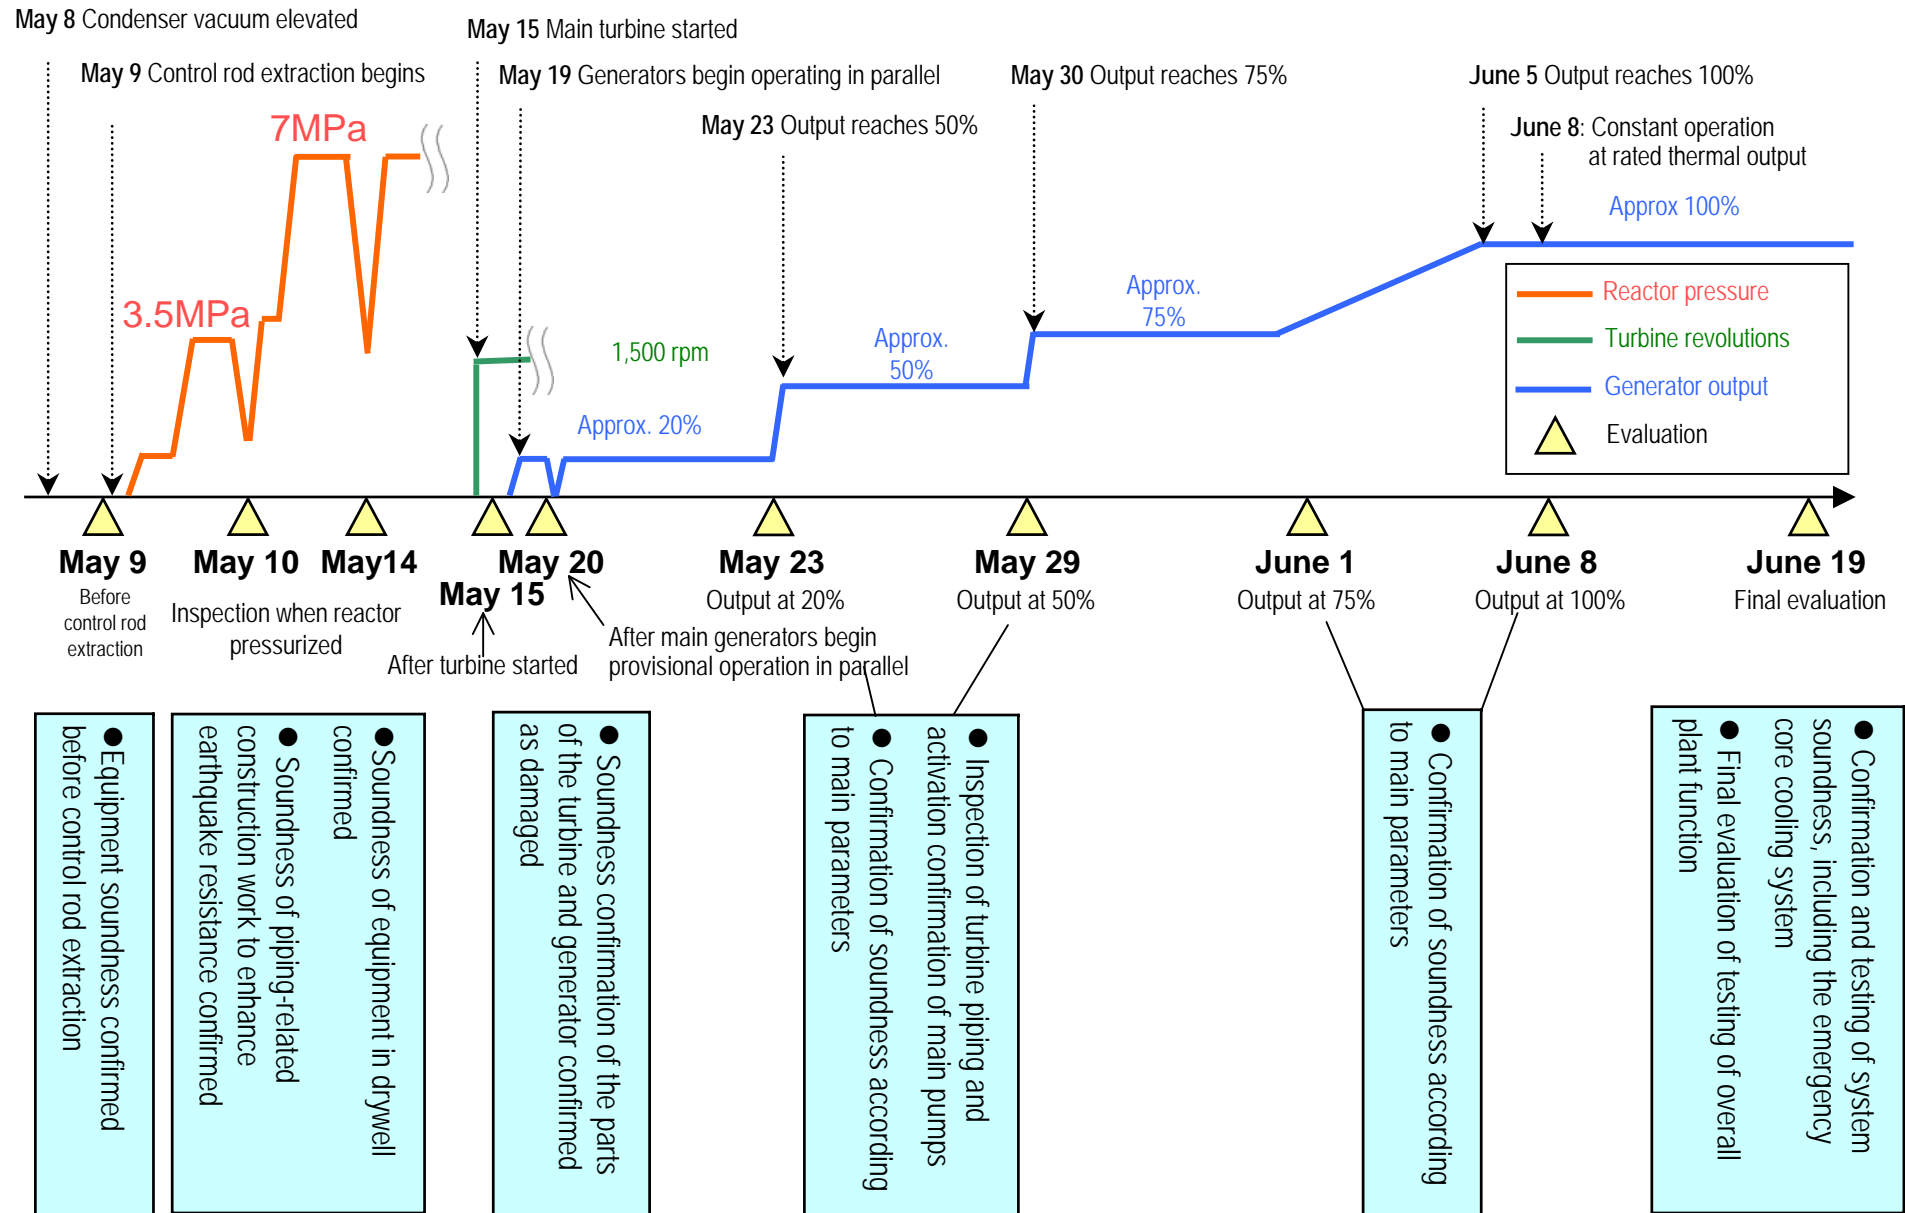 May 8 Condenser vacuum elevated
May 9 Control rod extraction begins
May 15 Main turbine started
May 19 Generators begin operating in parallel
May 23 Output reaches 50%
May 30 Output reaches 75%
June 5 Output reaches 100%
June 8: Constant operation
at rated thermal output
7MPa
3.5MPa
1,500 rpm
Approx. 20%
Approx.
50%
Approx.
75%
Approx 100%
Reactor pressure
Turbine revolutions
Generator output
Evaluation
May 9
Before
control rod
extraction
May 10
May14
Inspection when reactor
pressurized
May 15
After turbine started
May 20
After main generators begin
provisional operation in parallel
May 23
Output at 20%
May 29
Output at 50%
June 1
Output at 75%
June 8
Output at 100%
June 19
Final evaluation
●Equipment soundness confirmed
before control rod extraction
●Soundness of equipment in drywell
confirmed
●Soundness of piping-related
construction work to enhance
earthquake resistance confirmed
●Soundness confirmation of the parts
of the turbine and generator confirmed
as damaged
●Inspection of turbine piping and
activation confirmation of main pumps
● Confirmation of soundness according
to main parameters
● Confirmation of soundness according
to main parameters
● Confirmation and testing of system
soundness, including the emergency
core cooling system
● Final evaluation of testing of overall
plant function